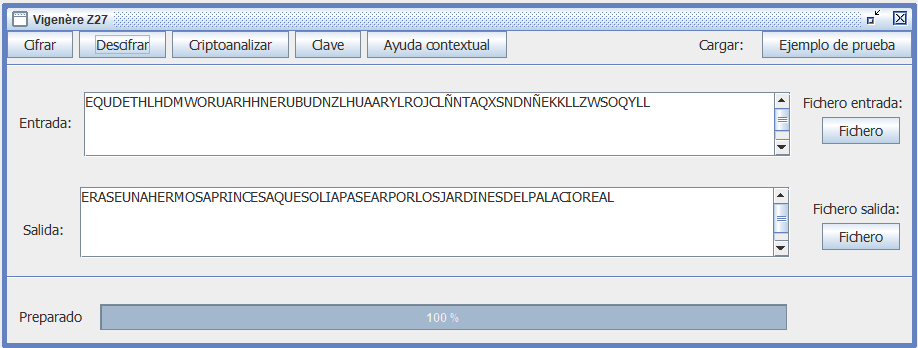 Vigenère Z27
Cifrar Descifrar Criptoanalizar Clave Ayuda contextual Cargar: Ejemplo de prueba
Entrada: EQUDETHLHDMWORUARHHNERUBUDNZLHUAARYLROJCLÑNTAQXSNDNÑEKKLLZWSOQYLL Fichero entrada:
Fichero
Salida: ERASEUNAHERMOSAPRINCESAQUESOLIAPASEARPORLOSJARDINESDELPALACIOREAL Fichero salida:
Fichero
Preparado 100 %